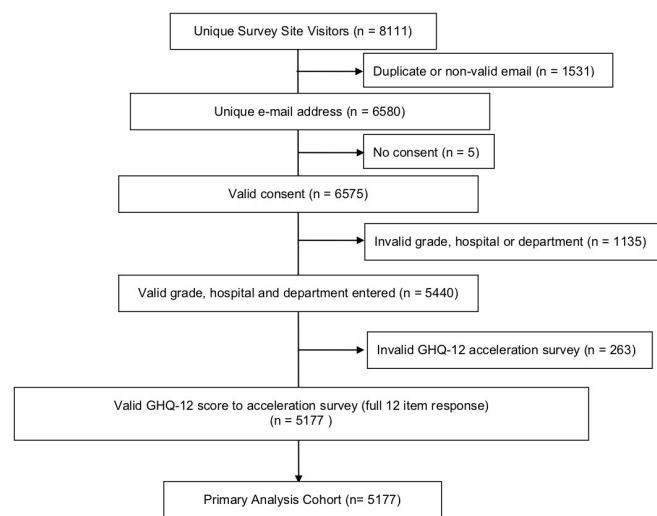 Unique Survey Site Visitors (n = 8111)
Duplicate or non-valid email (n = 1531)
Unique e-mail address (n = 6580)
No consent (n = 5)
Valid consent (n = 6575)
Invalid grade, hospital or department (n = 1135)
Valid grade, hospital and department entered (n = 5440)
Invalid GHQ-12 acceleration survey (n = 263)
Valid GHQ-12 score to acceleration survey (full 12 item response)
(n = 5177 )
Primary Analysis Cohort (n= 5177)